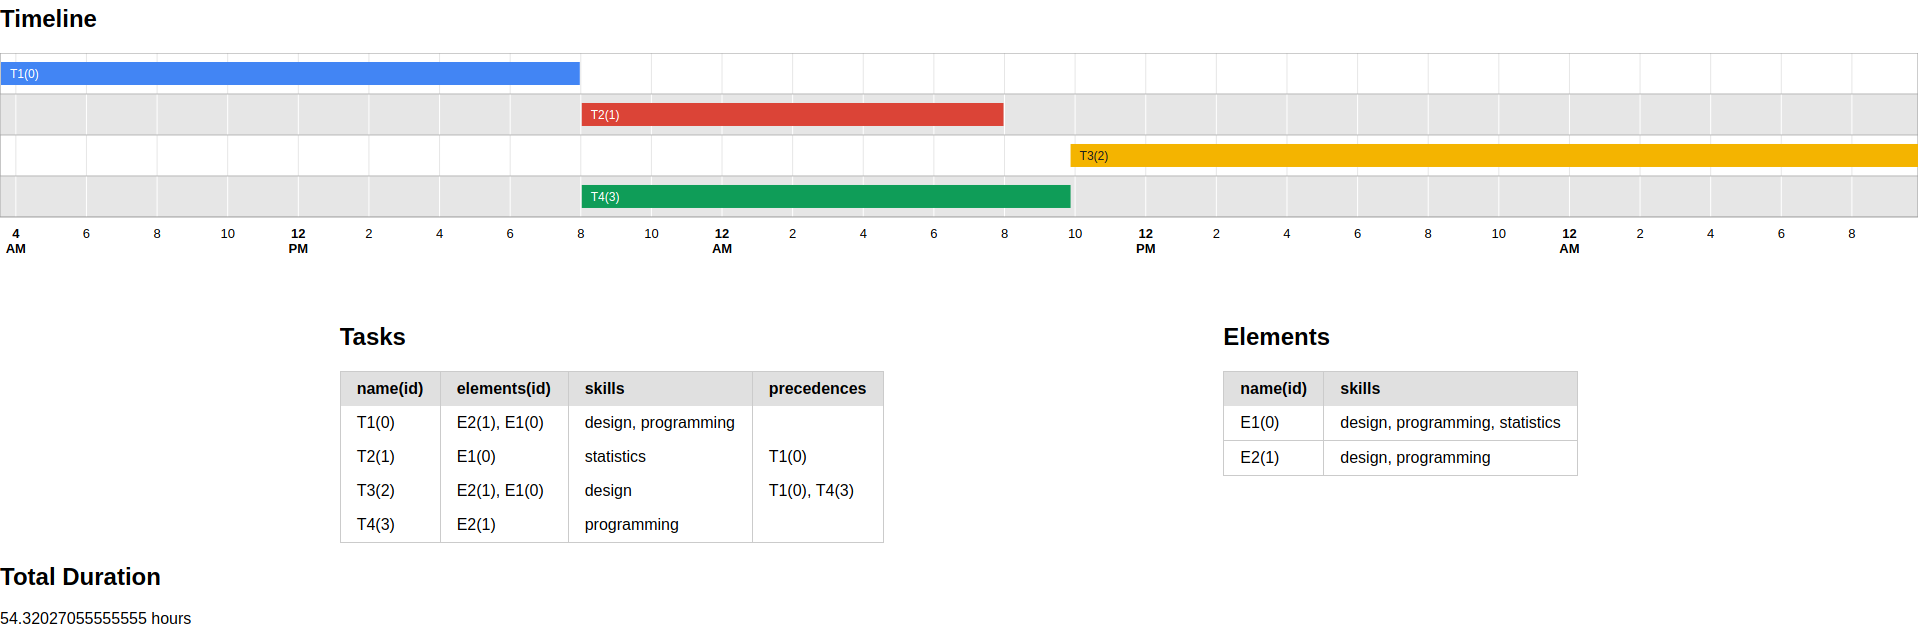 Timeline
T1(0)
T2(1)
T3(2)
T4(3)
4 6 8 10 12 2 4 6 8 10 12 2 4 6 8 10 12 2 4 6 8 10 12 2 4 6 8
AM PM AM PM AM
Tasks
name(id) elements(id) skills precedences
T1(0) E2(1), E1(0) design, programming
T2(1) E1(0) statistics T1(0)
T3(2) E2(1), E1(0) design T1(0), T4(3)
T4(3) E2(1) programming
Elements
name(id) skills
E1(0) design, programming, statistics
E2(1) design, programming
Total Duration
54.32027055555555 hours